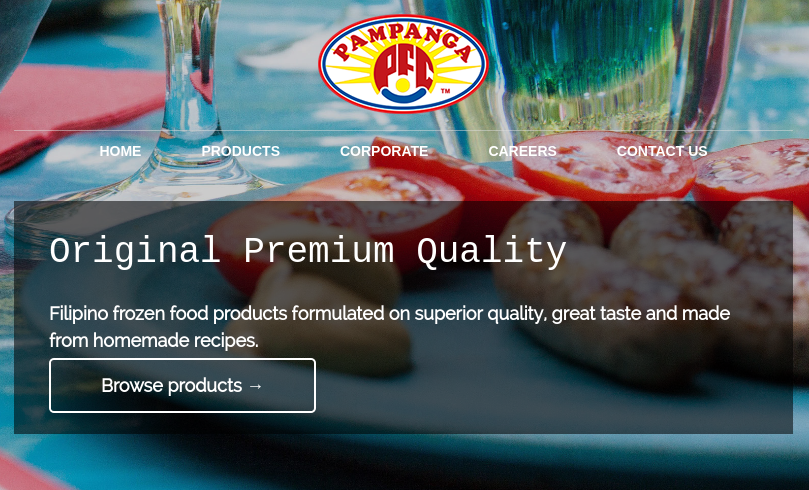 PAMPANGA
PFC
TM
HOME PRODUCTS CORPORATE CAREERS CONTACT US
Original Premium Quality
Filipino frozen food products formulated on superior quality, great taste and made
from homemade recipes.
Browse products →